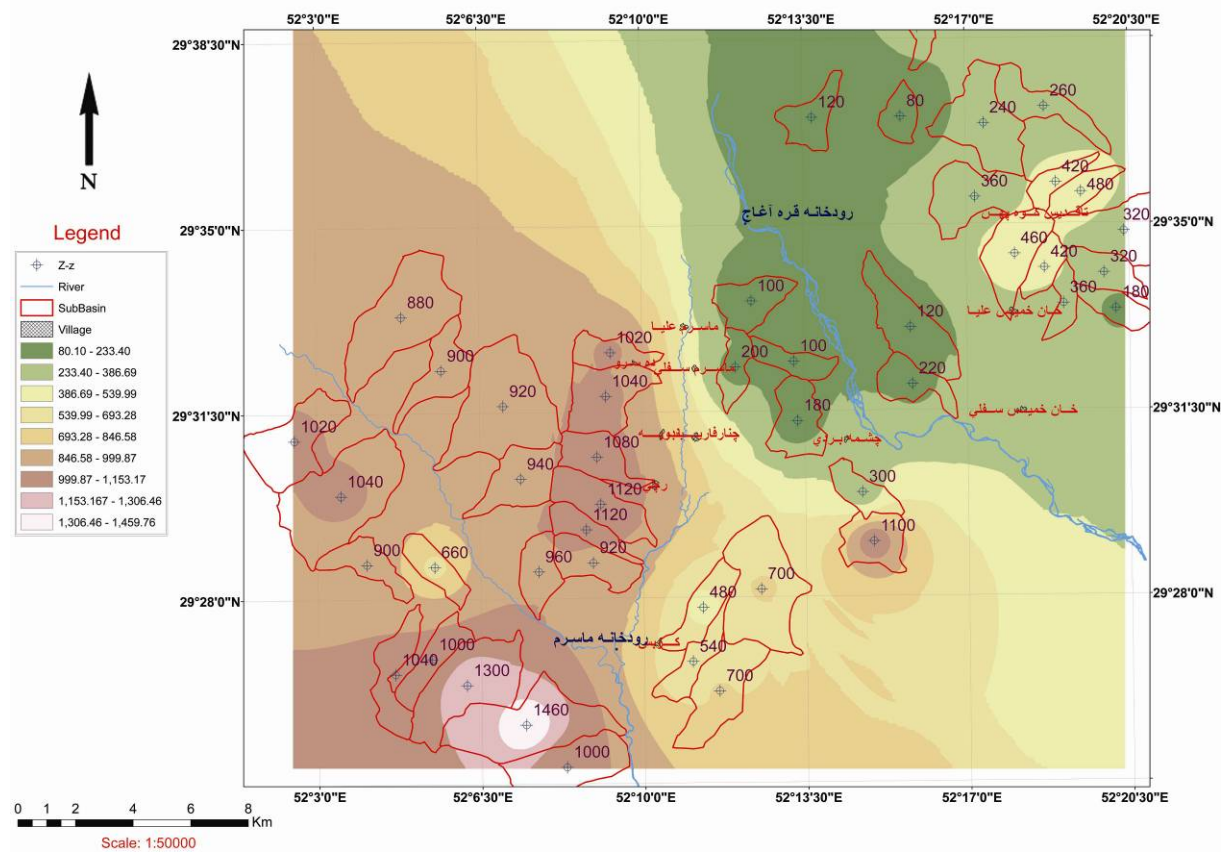 52°3'0"E 52°6'30"E 52°10'0"E 52°13'30"E 52°17'0"E 52°20'30"E
29°38'30"N
29°38'30"N
260
120
80
240
N
420
480
360
رودخانه قره آغاج
320
29°35'0"N
29°35'0"N
Legend
460
420
320
Z-z
River
SubBasin
Village
80.10 - 233.40
233.40 - 386.69
386.69 - 539.99
539.99 - 693.28
693.28 - 846.58
846.58 - 999.87
999.87 - 1,153.17
1,153.167 - 1,306.46
1,306.46 - 1,459.76
360
180
100
880
120
خان خمیس علیا
ماسرم علیا
1020
200
100
900
ماسرم سفلی
220
1040
920
29°31'30"N
29°31'30"N
180
خان خمیس سفلی
1020
چشمه بردی
1080
940
300
1040
1120
1120
1100
900
660
960
920
700
480
29°28'0"N
29°28'0"N
رودخانه ماسرم
540
1040
1000
1300
700
1460
1000
52°3'0"E 52°6'30"E 52°10'0"E 52°13'30"E 52°17'0"E 52°20'30"E
0 1 2 4 6 8
Km
Scale: 1:50000